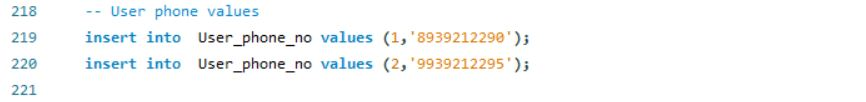 218 -- User phone values
219 insert into  User_phone_no values (1,'8939212290');
220 insert into  User_phone_no values (2,'9939212295');
221